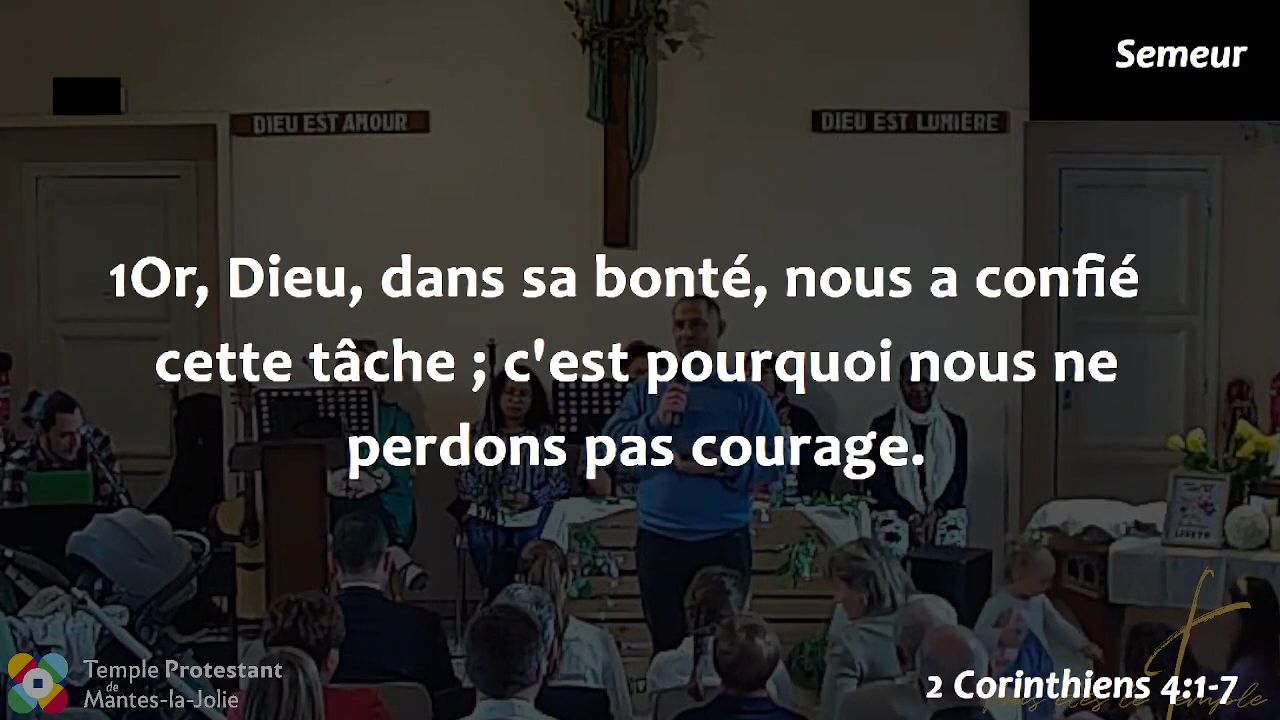 Semeur
DIEU EST AMOUR
DIEU EST LUMIÈRE
1Or, Dieu, dans sa bonté, nous a confié
cette tâche ; c'est pourquoi nous ne
perdons pas courage.
Temple Protestant
de
Mantes-la-Jolie
2 Corinthiens 4:1-7